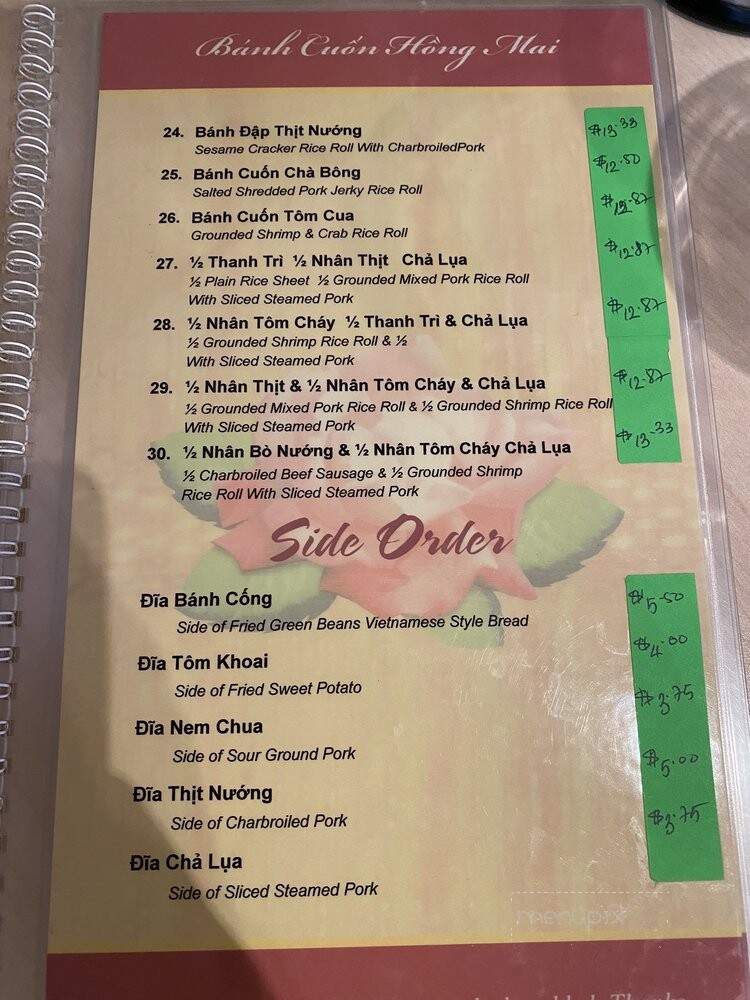 Bánh Cuốn Hồng Mai
24. Bánh Đập Thịt Nướng $13.33
Sesame Cracker Rice Roll With CharbroiledPork
25. Bánh Cuốn Chà Bông $12.50
Salted Shredded Pork Jerky Rice Roll
26. Bánh Cuốn Tôm Cua $12.87
Grounded Shrimp & Crab Rice Roll
27. ½ Thanh Trì ½ Nhân Thịt Chả Lụa $12.87
½ Plain Rice Sheet ½ Grounded Mixed Pork Rice Roll
With Sliced Steamed Pork
28. ½ Nhân Tôm Cháy ½ Thanh Trì & Chả Lụa $12.87
½ Grounded Shrimp Rice Roll & ½
With Sliced Steamed Pork
29. ½ Nhân Thịt & ½ Nhân Tôm Cháy & Chả Lụa $12.87
½ Grounded Mixed Pork Rice Roll & ½ Grounded Shrimp Rice Roll
With Sliced Steamed Pork
30. ½ Nhân Bò Nướng & ½ Nhân Tôm Cháy Chả Lụa $13.33
½ Charbroiled Beef Sausage & ½ Grounded Shrimp
Rice Roll With Sliced Steamed Pork
Side Order
Đĩa Bánh Cống $5.50
Side of Fried Green Beans Vietnamese Style Bread
Đĩa Tôm Khoai $4.00
Side of Fried Sweet Potato
Đĩa Nem Chua $3.75
Side of Sour Ground Pork
Đĩa Thịt Nướng $5.00
Side of Charbroiled Pork
Đĩa Chả Lụa $3.75
Side of Sliced Steamed Pork
menupix